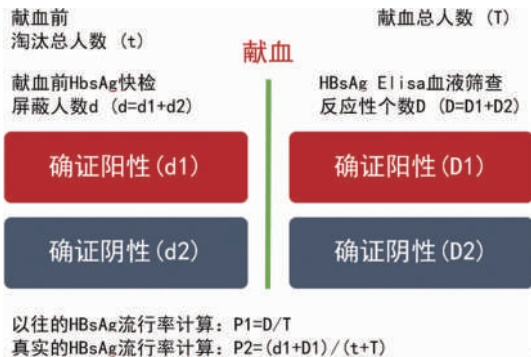 献血前
淘汰总人数 (t)
献血总人数 (T)
献血
献血前HbsAg快检
屏蔽人数d (d=d1+d2)
HBsAg Elisa血液筛查
反应性个数D (D=D1+D2)
确证阳性(d1)
确证阳性(D1)
确证阴性(d2)
确证阴性(D2)
以往的HBsAg流行率计算: P1=D/T
真实的HBsAg流行率计算: P2=(d1+D1)/(t+T)